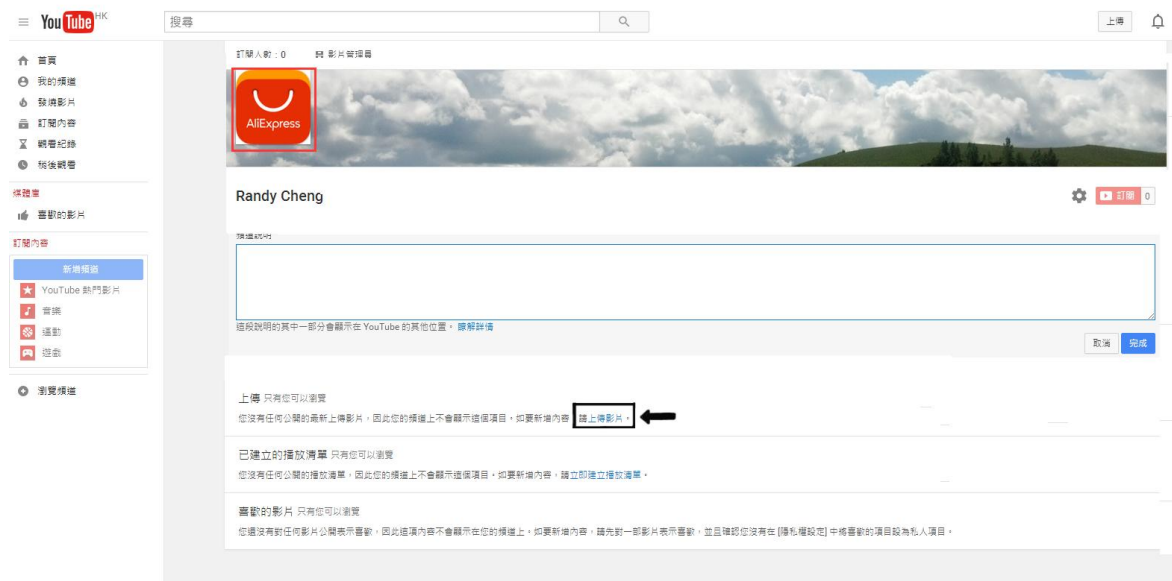 YouTube HK
搜尋
上傳
首頁
我的頻道
發燒影片
訂閱內容
觀看紀錄
稍後觀看
媒體庫
喜歡的影片
訂閱內容
新增頻道
YouTube 熱門影片
音樂
運動
遊戲
瀏覽頻道
訂閱人數：0 影片管理員
AliExpress
Randy Cheng
訂閱 0
頻道說明
這段說明的其中一部分會顯示在 YouTube 的其他位置。 瞭解詳情
取消 完成
上傳 只有您可以瀏覽
您沒有任何公開的最新上傳影片，因此您的頻道上不會顯示這個項目。如要新增內容 請上傳影片。
已建立的播放清單 只有您可以瀏覽
您沒有任何公開的播放清單，因此您的頻道上不會顯示這個項目。如要新增內容，請立即建立播放清單。
喜歡的影片 只有您可以瀏覽
您還沒有對任何影片公開表示喜歡，因此這項內容不會顯示在您的頻道上。如要新增內容，請先對一部影片表示喜歡，並且確認您沒有在 [隱私權設定] 中將喜歡的項目設為私人項目。